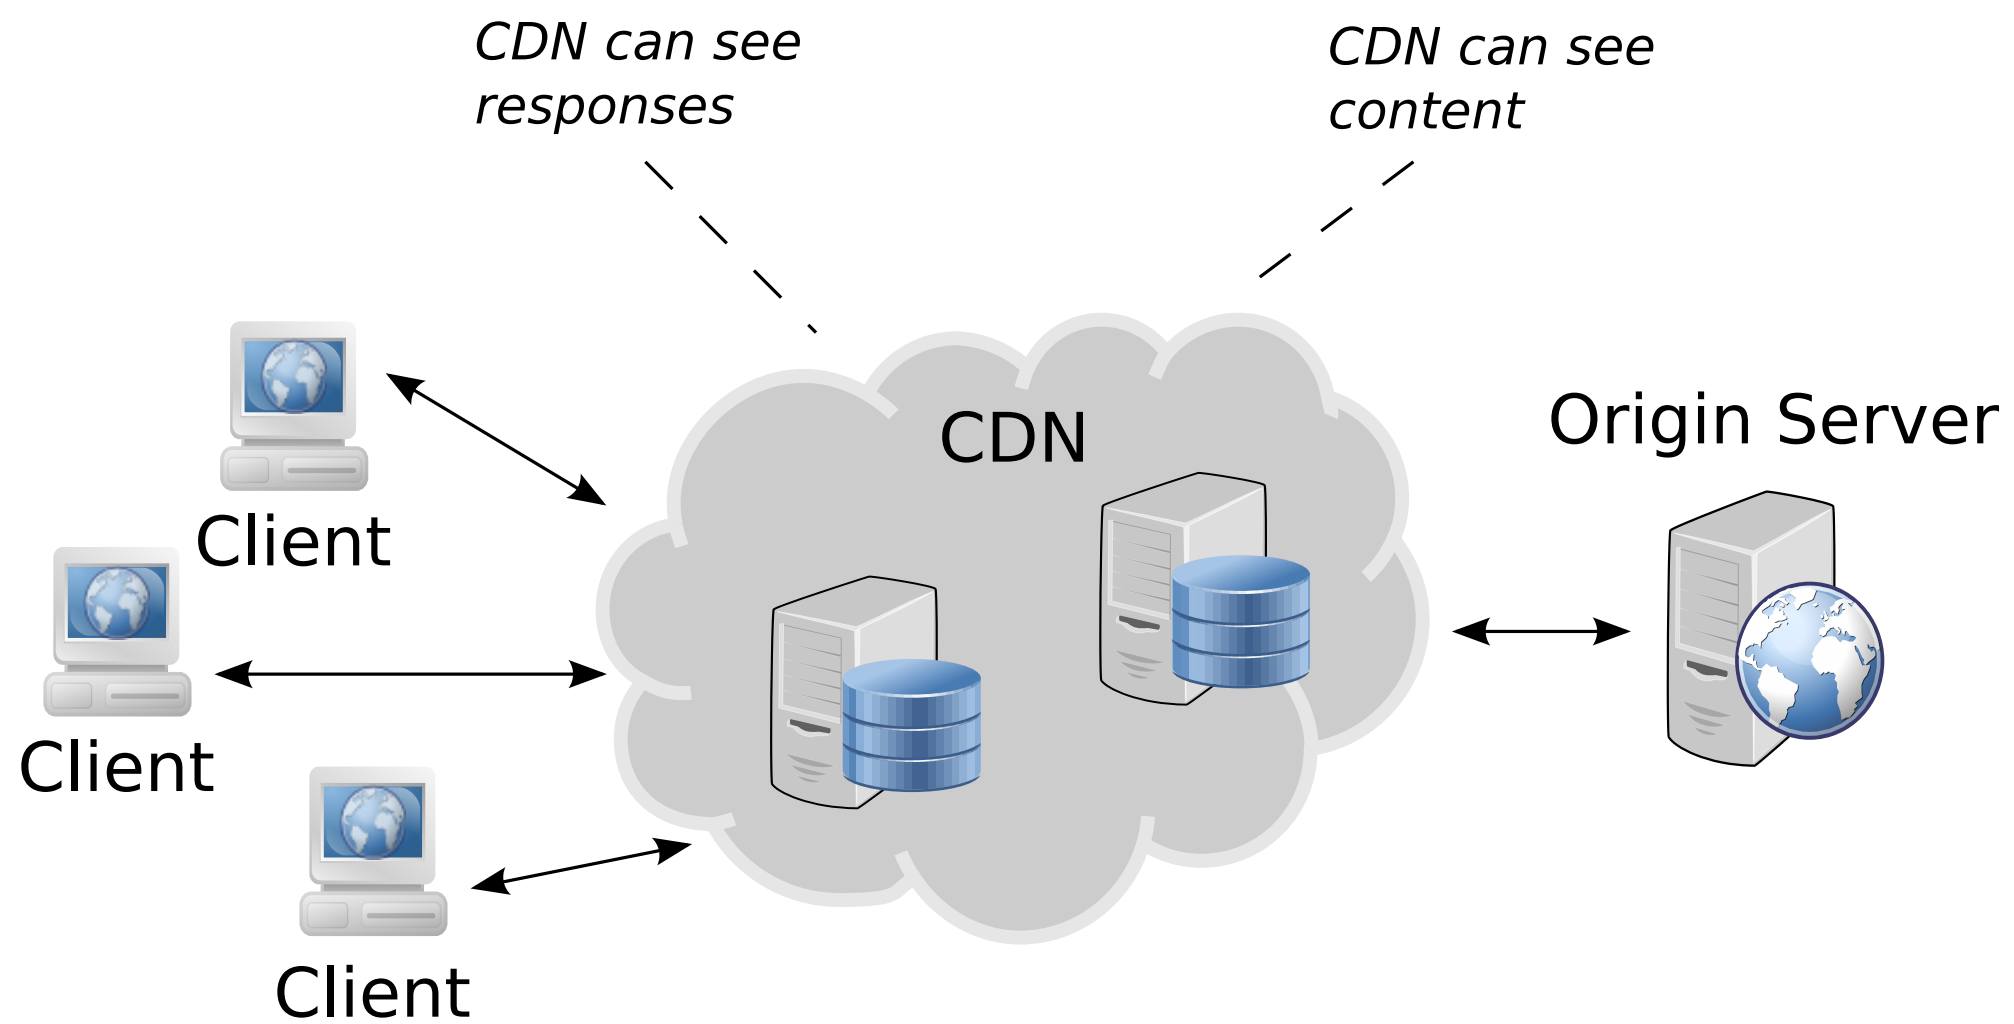 CDN can see
responses
CDN can see
content
CDN
Origin Server
Client
Client
Client